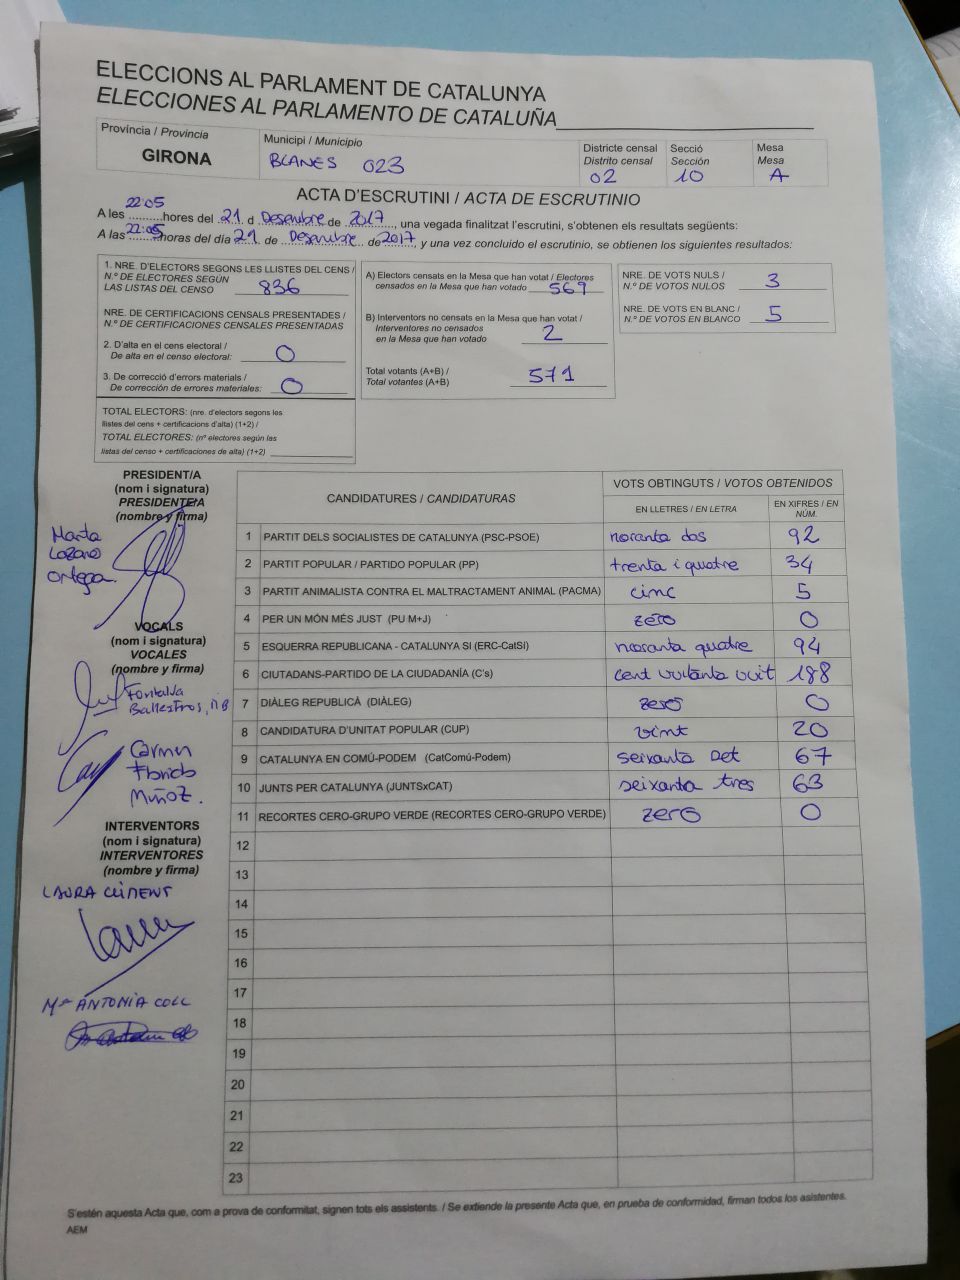 ELECCIONS AL PARLAMENT DE CATALUNYA
ELECCIONES AL PARLAMENTO DE CATALUÑA
Província / Provincia
GIRONA
Municipi / Municipio
BLANES 023
Districte censal
Distrito censal
02
Secció
Sección
10
Mesa
Mesa
A
ACTA D'ESCRUTINI / ACTA DE ESCRUTINIO
A les 22:05 hores del 21 d Desembre de 2017, una vegada finalitzat l'escrutini, s'obtenen els resultats següents:
A las 22:05 horas del día 21 de Desembre de 2017, y una vez concluido el escrutinio, se obtienen los siguientes resultados:
1. NRE. D'ELECTORS SEGONS LES LLISTES DEL CENS /
N.º DE ELECTORES SEGÚN
LAS LISTAS DEL CENSO 836
NRE. DE CERTIFICACIONS CENSALS PRESENTADES /
N.º DE CERTIFICACIONES CENSALES PRESENTADAS
2. D'alta en el cens electoral /
De alta en el censo electoral: 0
3. De correcció d'errors materials /
De corrección de errores materiales: 0
TOTAL ELECTORS: (nre. d'electors segons les
llistes del cens + certificacions d'alta) (1+2) /
TOTAL ELECTORES: (nº electores según las
listas del censo + certificaciones de alta) (1+2)
A) Electors censats en la Mesa que han votat / Electores
censados en la Mesa que han votado 569
B) Interventors no censats en la Mesa que han votat /
Interventores no censados
en la Mesa que han votado 2
Total votants (A+B) /
Total votantes (A+B) 571
NRE. DE VOTS NULS /
N.º DE VOTOS NULOS 3
NRE. DE VOTS EN BLANC /
N.º DE VOTOS EN BLANCO 5
PRESIDENT/A
(nom i signatura)
PRESIDENTE/A
(nombre y firma)
Marta
Lozano
Ortega
VOCALS
(nom i signatura)
VOCALES
(nombre y firma)
Fontalva
Carmen
Muñoz.
INTERVENTORS
(nom i signatura)
INTERVENTORES
(nombre y firma)
LAURA CLIMENT
Mª ANTONIA COLL
CANDIDATURES / CANDIDATURAS
VOTS OBTINGUTS / VOTOS OBTENIDOS
EN LLETRES / EN LETRA
EN XIFRES / EN NÚM.
1 PARTIT DELS SOCIALISTES DE CATALUNYA (PSC-PSOE) noranta dos 92
2 PARTIT POPULAR / PARTIDO POPULAR (PP) trenta i quatre 34
3 PARTIT ANIMALISTA CONTRA EL MALTRACTAMENT ANIMAL (PACMA) cinc 5
4 PER UN MÓN MÉS JUST (PU M+J) zero 0
5 ESQUERRA REPUBLICANA - CATALUNYA SI (ERC-CatSÍ) noranta quatre 94
6 CIUTADANS-PARTIDO DE LA CIUDADANÍA (C's) cent vuitanta vuit 188
7 DIÀLEG REPUBLICÀ (DIÀLEG) zero 0
8 CANDIDATURA D'UNITAT POPULAR (CUP) vint 20
9 CATALUNYA EN COMÚ-PODEM (CatComú-Podem) seixanta set 67
10 JUNTS PER CATALUNYA (JUNTSxCAT) seixanta tres 63
11 RECORTES CERO-GRUPO VERDE (RECORTES CERO-GRUPO VERDE) zero 0
12
13
14
15
16
17
18
19
20
21
22
23
S'estén aquesta Acta que, com a prova de conformitat, signen tots els assistents. / Se extiende la presente Acta que, en prueba de conformidad, firman todos los asistentes.
AEM